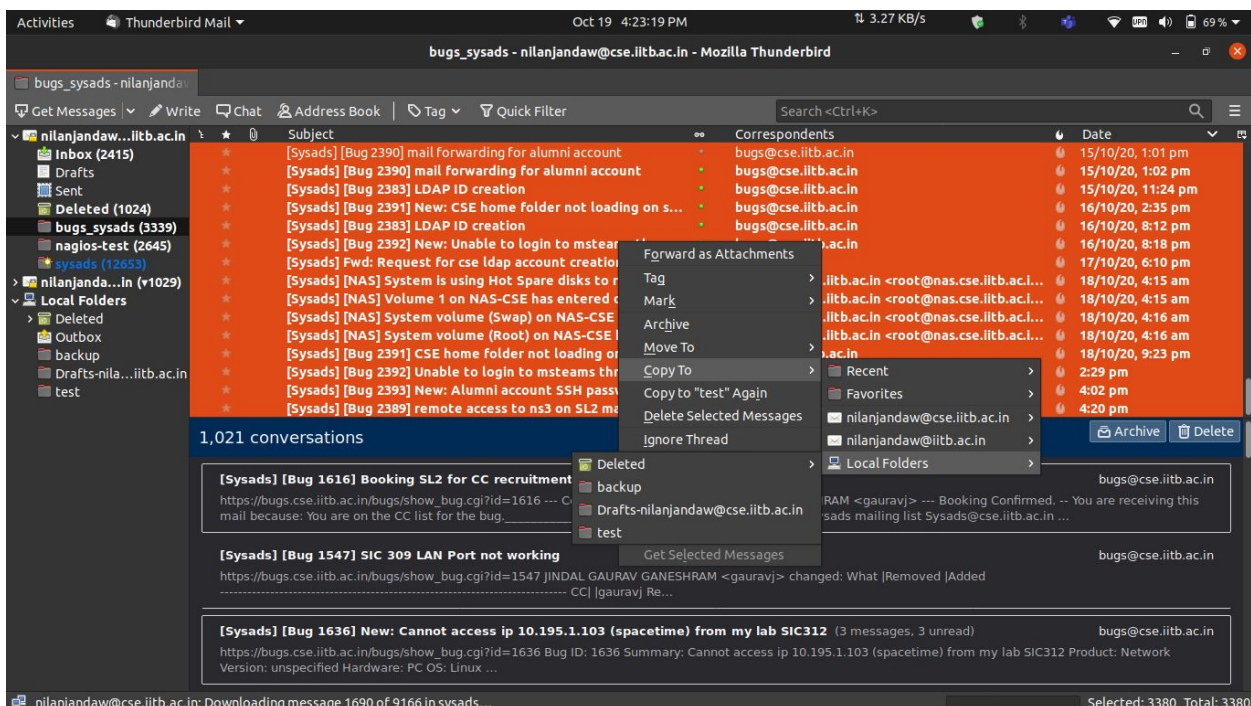 Activities Thunderbird Mail Oct 19 4:23:19 PM 3.27 KB/s VPN 69 %
bugs_sysads - nilanjandaw@cse.iitb.ac.in - Mozilla Thunderbird
bugs_sysads - nilanjandaw
Get Messages Write Chat Address Book Tag Quick Filter Search <Ctrl+K>
nilanjandaw...iitb.ac.in
Inbox (2415)
Drafts
Sent
Deleted (1024)
bugs_sysads (3339)
nagios-test (2645)
sysads (12653)
nilanjanda...in (▾1029)
Local Folders
Deleted
Outbox
backup
Drafts-nila...iitb.ac.in
test
Subject Correspondents Date
[Sysads] [Bug 2390] mail forwarding for alumni account bugs@cse.iitb.ac.in 15/10/20, 1:01 pm
[Sysads] [Bug 2390] mail forwarding for alumni account bugs@cse.iitb.ac.in 15/10/20, 1:02 pm
[Sysads] [Bug 2383] LDAP ID creation bugs@cse.iitb.ac.in 15/10/20, 11:24 pm
[Sysads] [Bug 2391] New: CSE home folder not loading on s... bugs@cse.iitb.ac.in 16/10/20, 2:35 pm
[Sysads] [Bug 2383] LDAP ID creation bugs@cse.iitb.ac.in 16/10/20, 8:12 pm
[Sysads] [Bug 2392] New: Unable to login to mstea b.ac.in 16/10/20, 8:18 pm
[Sysads] Fwd: Request for cse ldap account creation 17/10/20, 6:10 pm
[Sysads] [NAS] System is using Hot Spare disks to .iitb.ac.in <root@nas.cse.iitb.ac.i... 18/10/20, 4:15 am
[Sysads] [NAS] Volume 1 on NAS-CSE has entered .iitb.ac.in <root@nas.cse.iitb.ac.i... 18/10/20, 4:15 am
[Sysads] [NAS] System volume (Swap) on NAS-CSE .iitb.ac.in <root@nas.cse.iitb.ac.i... 18/10/20, 4:16 am
[Sysads] [NAS] System volume (Root) on NAS-CSE .iitb.ac.in <root@nas.cse.iitb.ac.i... 18/10/20, 4:16 am
[Sysads] [Bug 2391] CSE home folder not loading o .ac.in 18/10/20, 9:23 pm
[Sysads] [Bug 2392] Unable to login to msteams thr 2:29 pm
[Sysads] [Bug 2393] New: Alumni account SSH passw 4:02 pm
[Sysads] [Bug 2389] remote access to ns3 on SL2 ma 4:20 pm
Forward as Attachments
Tag
Mark
Archive
Move To
Copy To
Copy to "test" Again
Delete Selected Messages
Ignore Thread
Get Selected Messages
Recent
Favorites
nilanjandaw@cse.iitb.ac.in
nilanjandaw@iitb.ac.in
Local Folders
Deleted
backup
Drafts-nilanjandaw@cse.iitb.ac.in
test
1,021 conversations Archive Delete
[Sysads] [Bug 1616] Booking SL2 for CC recruitment bugs@cse.iitb.ac.in
https://bugs.cse.iitb.ac.in/bugs/show_bug.cgi?id=1616 --- C RAM <gauravj> --- Booking Confirmed. -- You are receiving this
mail because: You are on the CC list for the bug. sads mailing list Sysads@cse.iitb.ac.in ...
[Sysads] [Bug 1547] SIC 309 LAN Port not working bugs@cse.iitb.ac.in
https://bugs.cse.iitb.ac.in/bugs/show_bug.cgi?id=1547 JINDAL GAURAV GANESHRAM <gauravj> changed: What |Removed |Added
---------------------------------------------------------------------------- CC| |gauravj Re...
[Sysads] [Bug 1636] New: Cannot access ip 10.195.1.103 (spacetime) from my lab SIC312 (3 messages, 3 unread) bugs@cse.iitb.ac.in
https://bugs.cse.iitb.ac.in/bugs/show_bug.cgi?id=1636 Bug ID: 1636 Summary: Cannot access ip 10.195.1.103 (spacetime) from my lab SIC312 Product: Network
Version: unspecified Hardware: PC OS: Linux ...
nilanjandaw@cse.iitb.ac.in: Downloading message 1690 of 9166 in sysads... Selected: 3380 Total: 3380